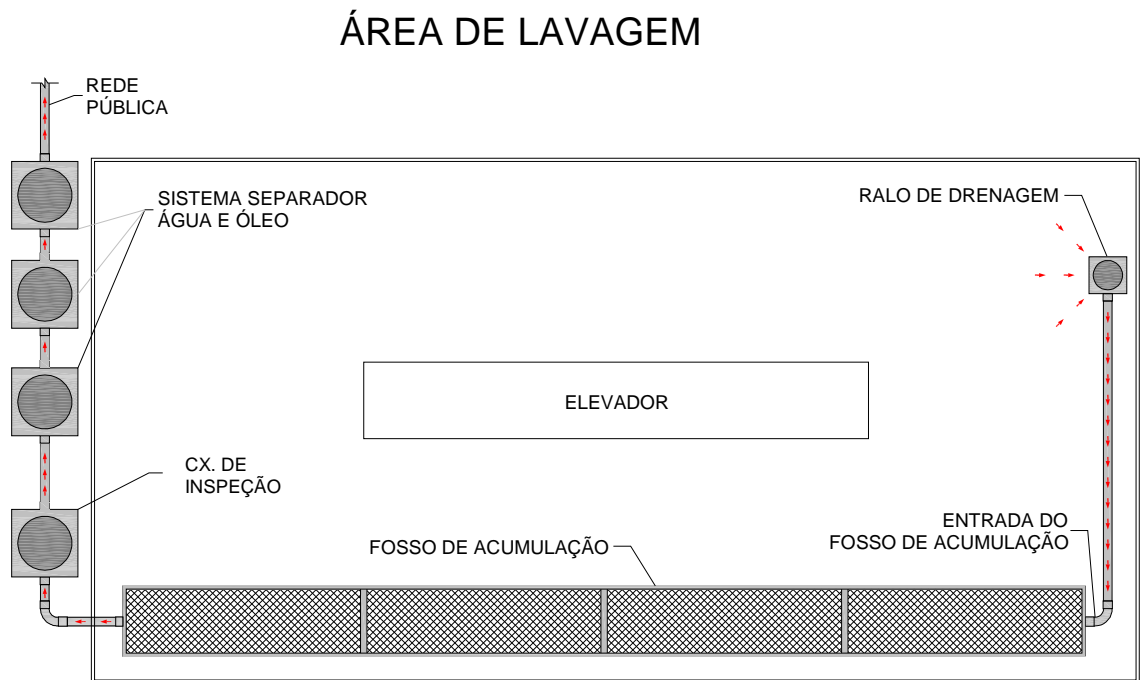 ÁREA DE LAVAGEM
REDE
PÚBLICA
SISTEMA SEPARADOR
ÁGUA E ÓLEO
RALO DE DRENAGEM
ELEVADOR
CX. DE
INSPEÇÃO
FOSSO DE ACUMULAÇÃO
ENTRADA DO
FOSSO DE ACUMULAÇÃO